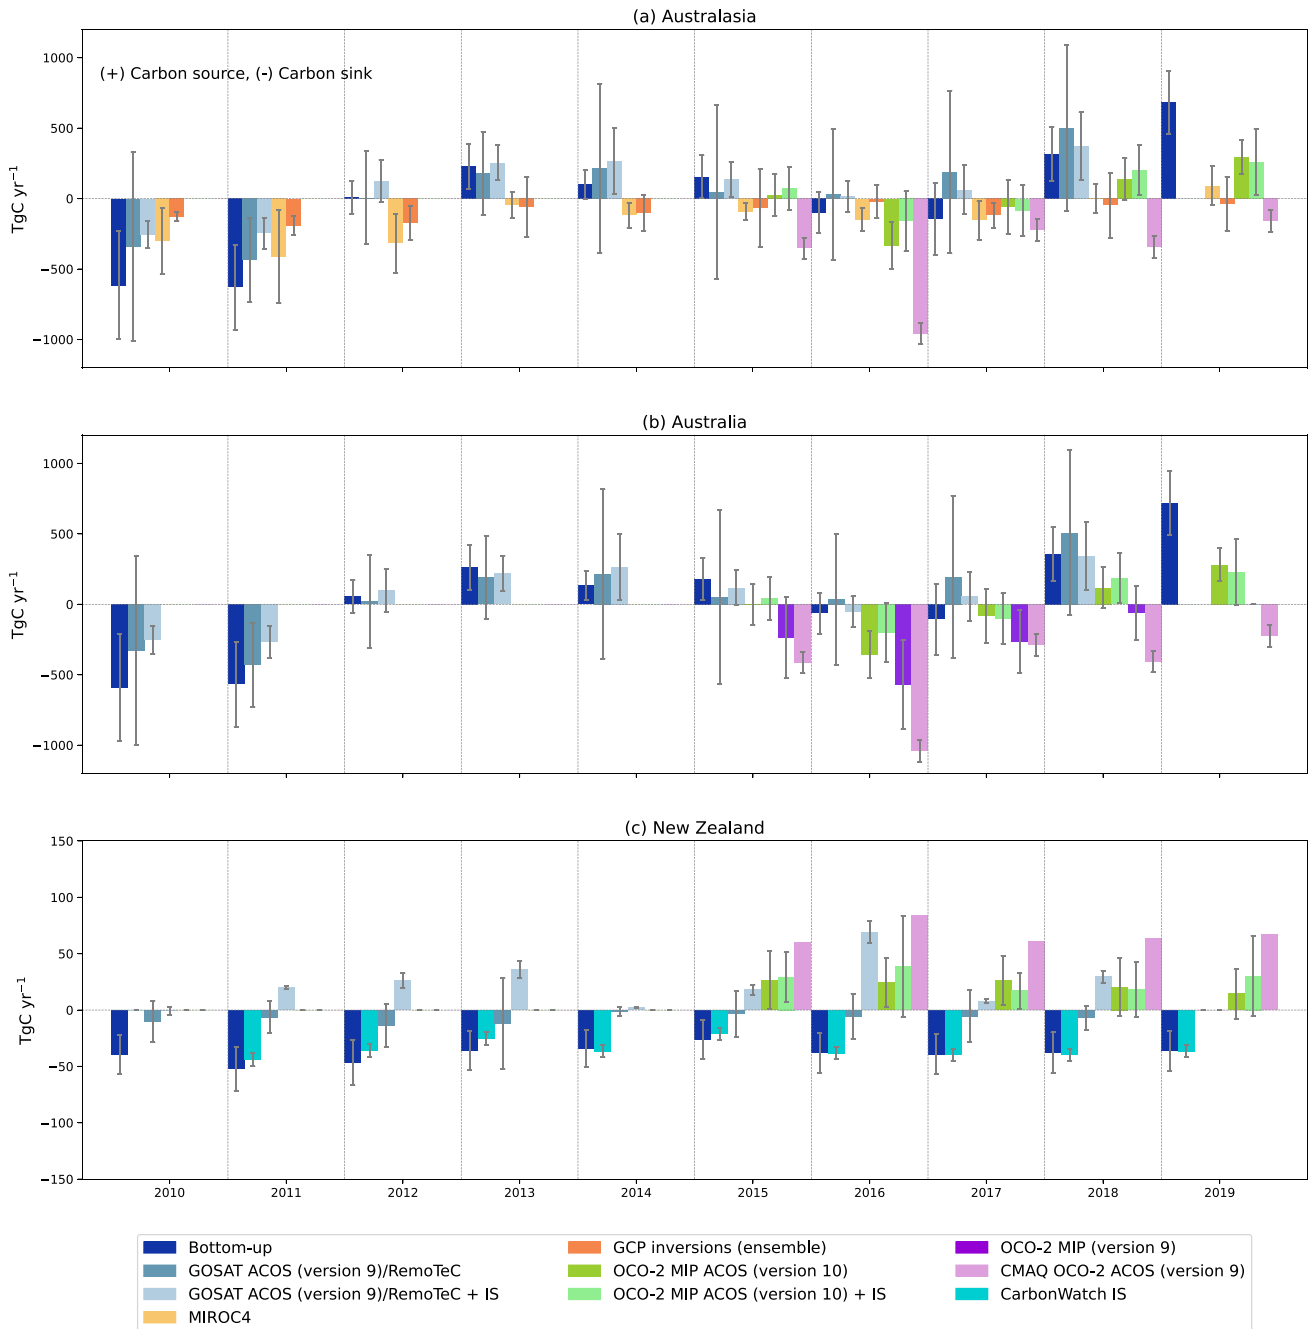 (a) Australasia
(+) Carbon source, (-) Carbon sink
1000
500
0
−500
−1000
TgC yr⁻¹
(b) Australia
1000
500
0
−500
−1000
TgC yr⁻¹
(c) New Zealand
150
100
50
0
−50
−100
−150
TgC yr⁻¹
2010 2011 2012 2013 2014 2015 2016 2017 2018 2019
Bottom-up
GOSAT ACOS (version 9)/RemoTeC
GOSAT ACOS (version 9)/RemoTeC + IS
MIROC4
GCP inversions (ensemble)
OCO-2 MIP ACOS (version 10)
OCO-2 MIP ACOS (version 10) + IS
OCO-2 MIP (version 9)
CMAQ OCO-2 ACOS (version 9)
CarbonWatch IS